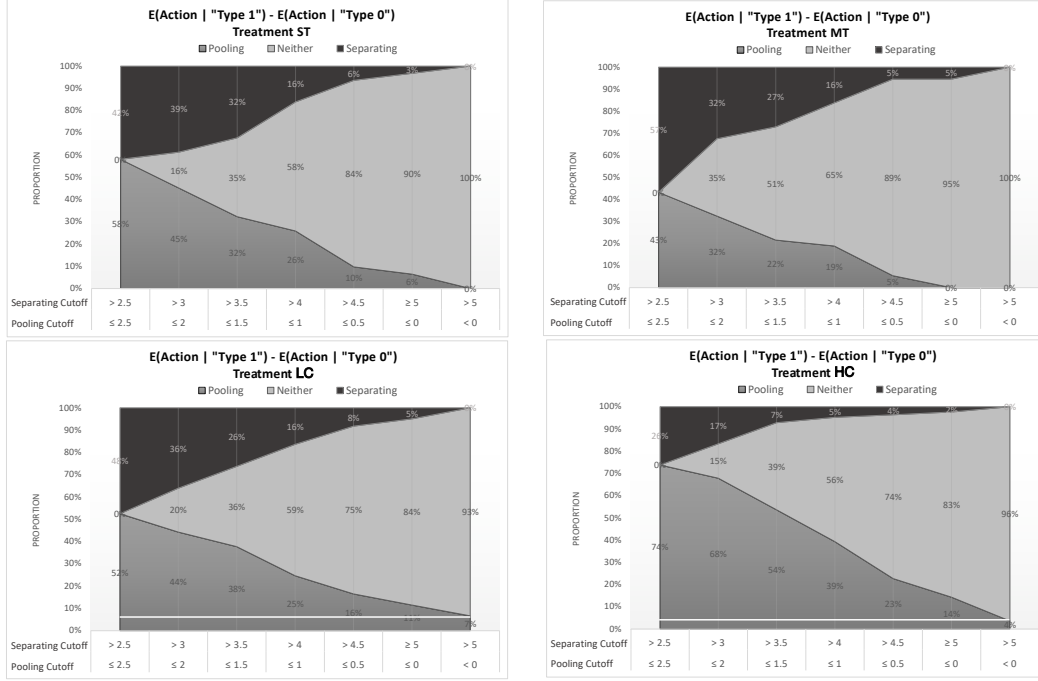 E(Action | "Type 1") - E(Action | "Type 0")
Treatment ST
Pooling Neither Separating
100%
90%
80%
70%
60%
50%
40%
30%
20%
10%
0%
PROPORTION
42% 39% 32% 16% 6% 3% 0%
0% 16% 35% 58% 84% 90% 100%
58% 45% 32% 26% 10% 6% 0%
Separating Cutoff > 2.5 > 3 > 3.5 > 4 > 4.5 ≥ 5 > 5
Pooling Cutoff ≤ 2.5 ≤ 2 ≤ 1.5 ≤ 1 ≤ 0.5 ≤ 0 < 0
E(Action | "Type 1") - E(Action | "Type 0")
Treatment MT
Pooling Neither Separating
100%
90%
80%
70%
60%
50%
40%
30%
20%
10%
0%
PROPORTION
57% 32% 27% 16% 5% 5% 0%
0% 35% 51% 65% 89% 95% 100%
43% 32% 22% 19% 5% 0% 0%
Separating Cutoff > 2.5 > 3 > 3.5 > 4 > 4.5 ≥ 5 > 5
Pooling Cutoff ≤ 2.5 ≤ 2 ≤ 1.5 ≤ 1 ≤ 0.5 ≤ 0 < 0
E(Action | "Type 1") - E(Action | "Type 0")
Treatment LC
Pooling Neither Separating
100%
90%
80%
70%
60%
50%
40%
30%
20%
10%
0%
PROPORTION
48% 36% 26% 16% 8% 5% 0%
0% 20% 36% 59% 75% 84% 93%
52% 44% 38% 25% 16% 11% 7%
Separating Cutoff > 2.5 > 3 > 3.5 > 4 > 4.5 ≥ 5 > 5
Pooling Cutoff ≤ 2.5 ≤ 2 ≤ 1.5 ≤ 1 ≤ 0.5 ≤ 0 < 0
E(Action | "Type 1") - E(Action | "Type 0")
Treatment HC
Pooling Neither Separating
100%
90%
80%
70%
60%
50%
40%
30%
20%
10%
0%
PROPORTION
26% 17% 7% 5% 4% 2% 0%
0% 15% 39% 56% 74% 83% 96%
74% 68% 54% 39% 23% 14% 4%
Separating Cutoff > 2.5 > 3 > 3.5 > 4 > 4.5 ≥ 5 > 5
Pooling Cutoff ≤ 2.5 ≤ 2 ≤ 1.5 ≤ 1 ≤ 0.5 ≤ 0 < 0